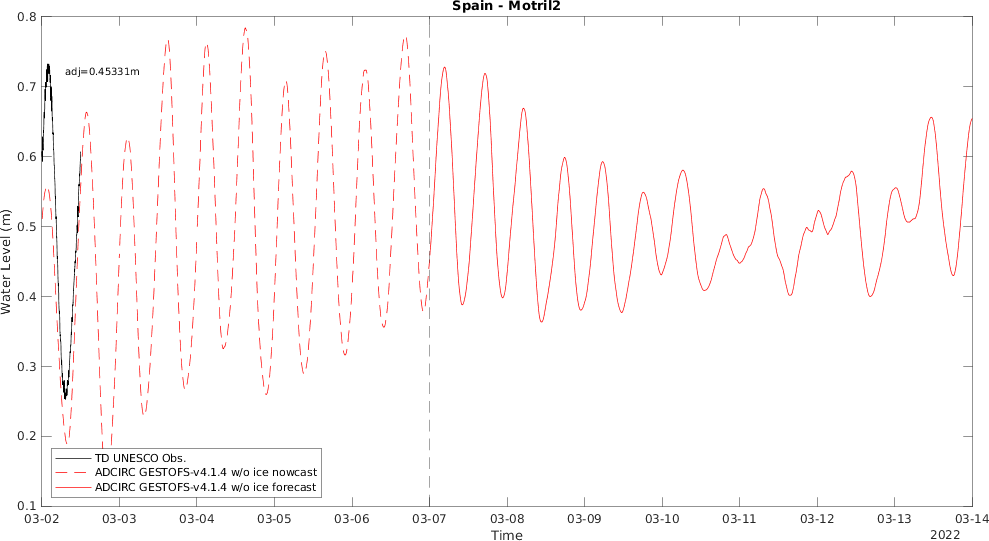 Spain - Motril2
adj=0.45331m
Water Level (m)
0.8
0.7
0.6
0.5
0.4
0.3
0.2
0.1
TD UNESCO Obs.
ADCIRC GESTOFS-v4.1.4 w/o ice nowcast
ADCIRC GESTOFS-v4.1.4 w/o ice forecast
03-02 03-03 03-04 03-05 03-06 03-07 03-08 03-09 03-10 03-11 03-12 03-13 03-14
Time
2022